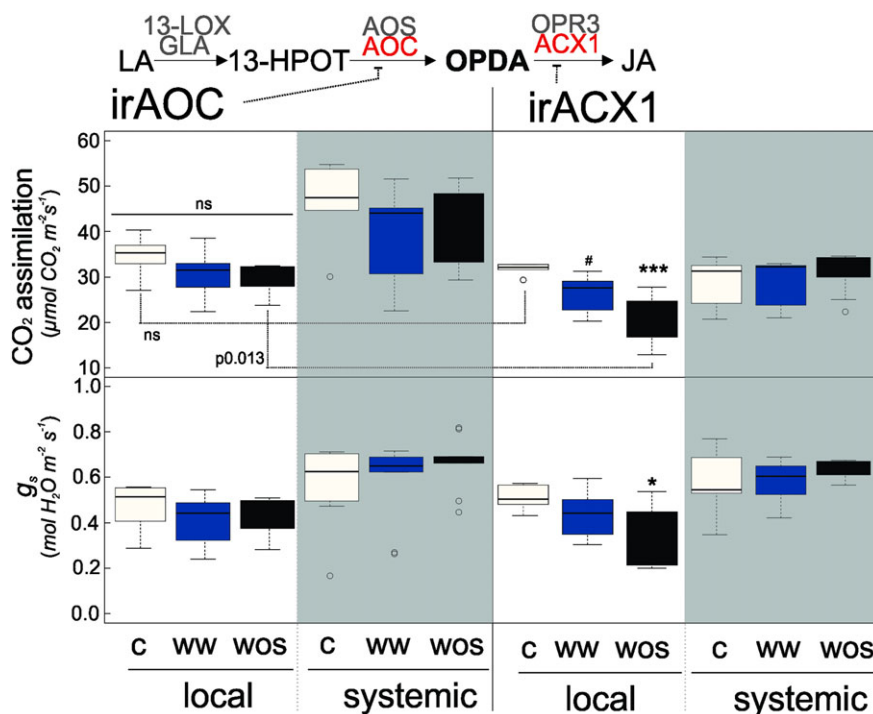 13-LOX AOS OPR3
GLA AOC ACX1
LA 13-HPOT OPDA JA
irAOC irACX1
CO2 assimilation
(µmol CO2 m-2s-1)
60
50
40
30
20
10
ns
ns
p0.013
#
***
gs
(mol H2O m-2 s-1)
1.0
0.8
0.6
0.4
0.2
0.0
*
C WW WOS C WW WOS C WW WOS C WW WOS
local systemic local systemic